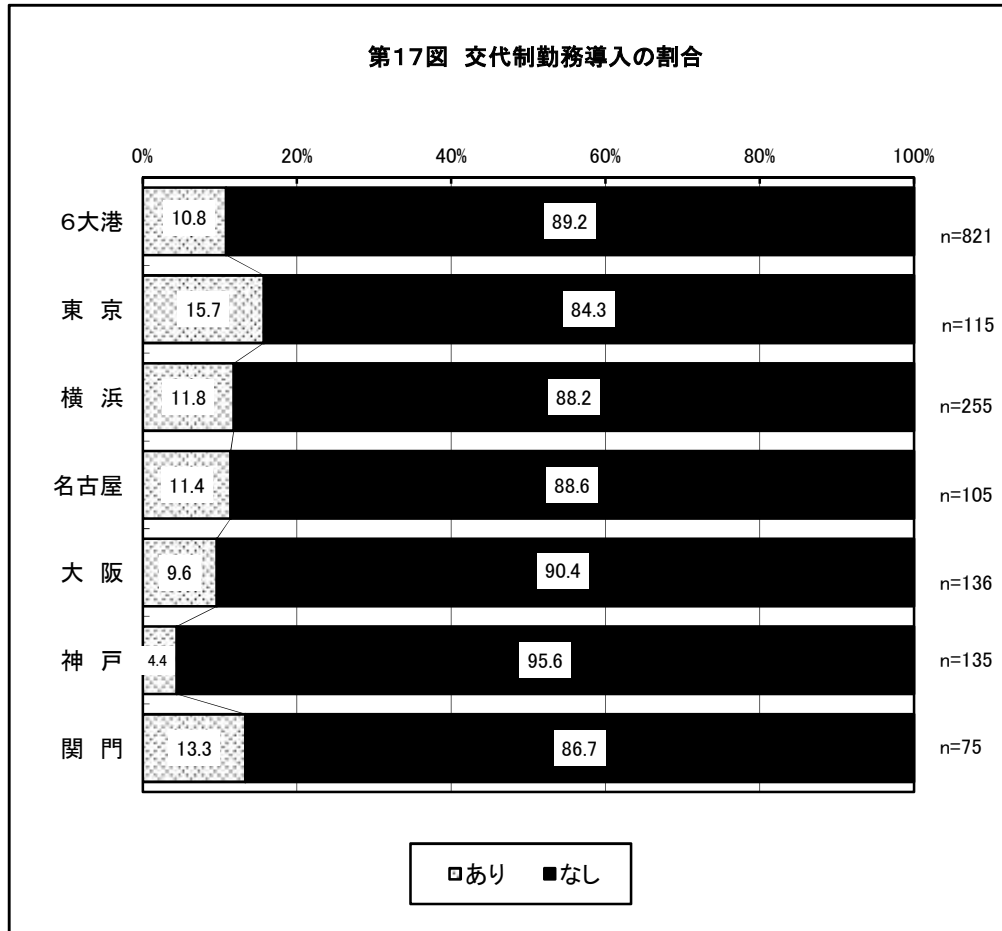 第17図 交代制勤務導入の割合
0% 20% 40% 60% 80% 100%
6大港 10.8 89.2 n=821
東 京 15.7 84.3 n=115
横 浜 11.8 88.2 n=255
名古屋 11.4 88.6 n=105
大 阪 9.6 90.4 n=136
神 戸 4.4 95.6 n=135
関 門 13.3 86.7 n=75
あり なし